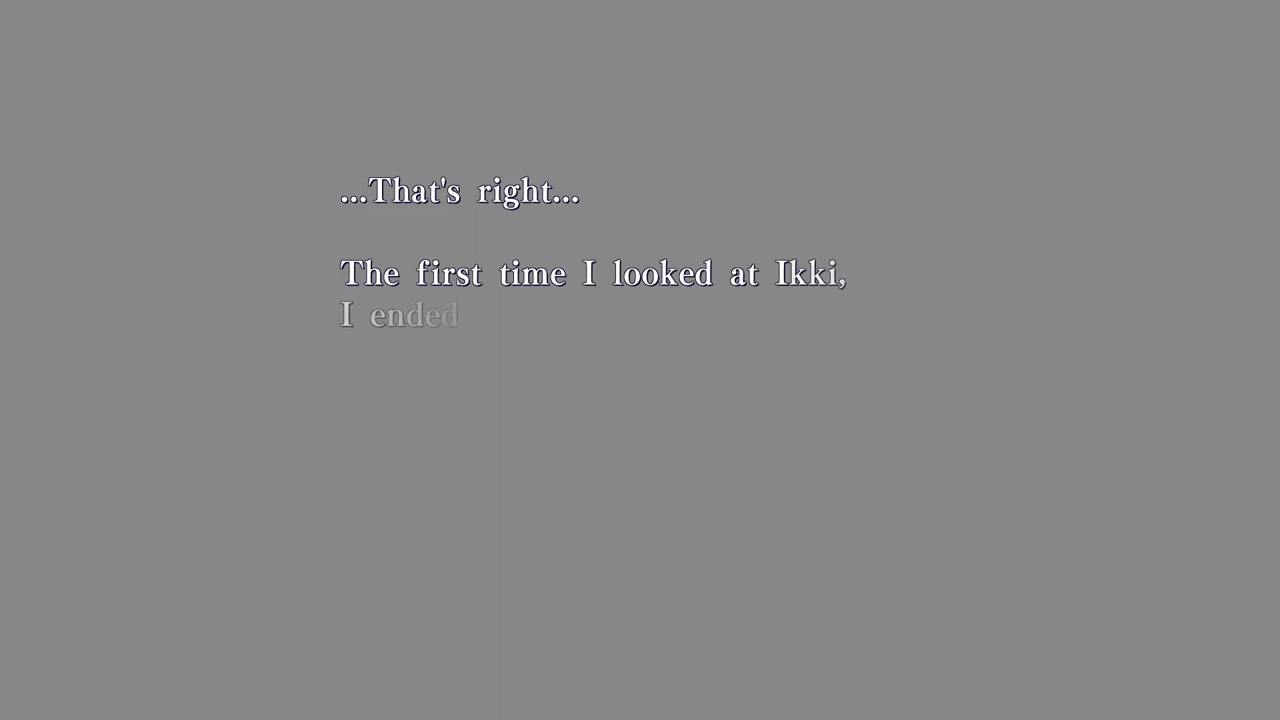 ...That's right...
The first time I looked at Ikki,
I ended